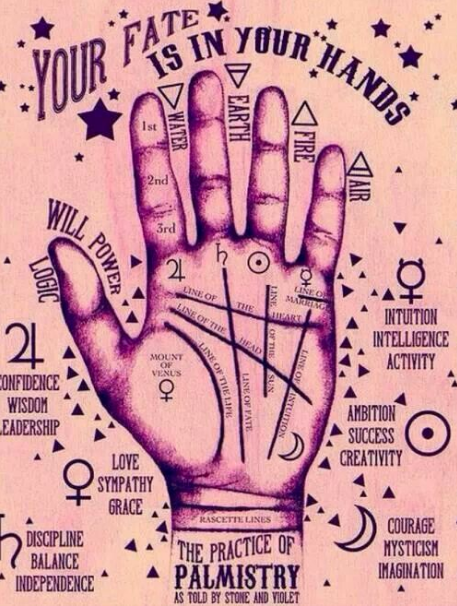 YOUR FATE
IS IN YOUR HANDS
WATER
EARTH
FIRE
AIR
1st
2nd
3rd
WILL POWER
LOGIC
LINE OF THE HEART
LINE OF MARRIAGE
LINE OF THE HEAD
LINE OF THE SUN
LINE OF THE LIFE
LINE OF FATE
LINE OF INTUITION
MOUNT
OF
VENUS
INTUITION
INTELLIGENCE
ACTIVITY
CONFIDENCE
WISDOM
LEADERSHIP
AMBITION
SUCCESS
CREATIVITY
LOVE
SYMPATHY
GRACE
DISCIPLINE
BALANCE
INDEPENDENCE
COURAGE
MYSTICISM
IMAGINATION
RASCETTE LINES
THE PRACTICE OF
PALMISTRY
AS TOLD BY STONE AND VIOLET